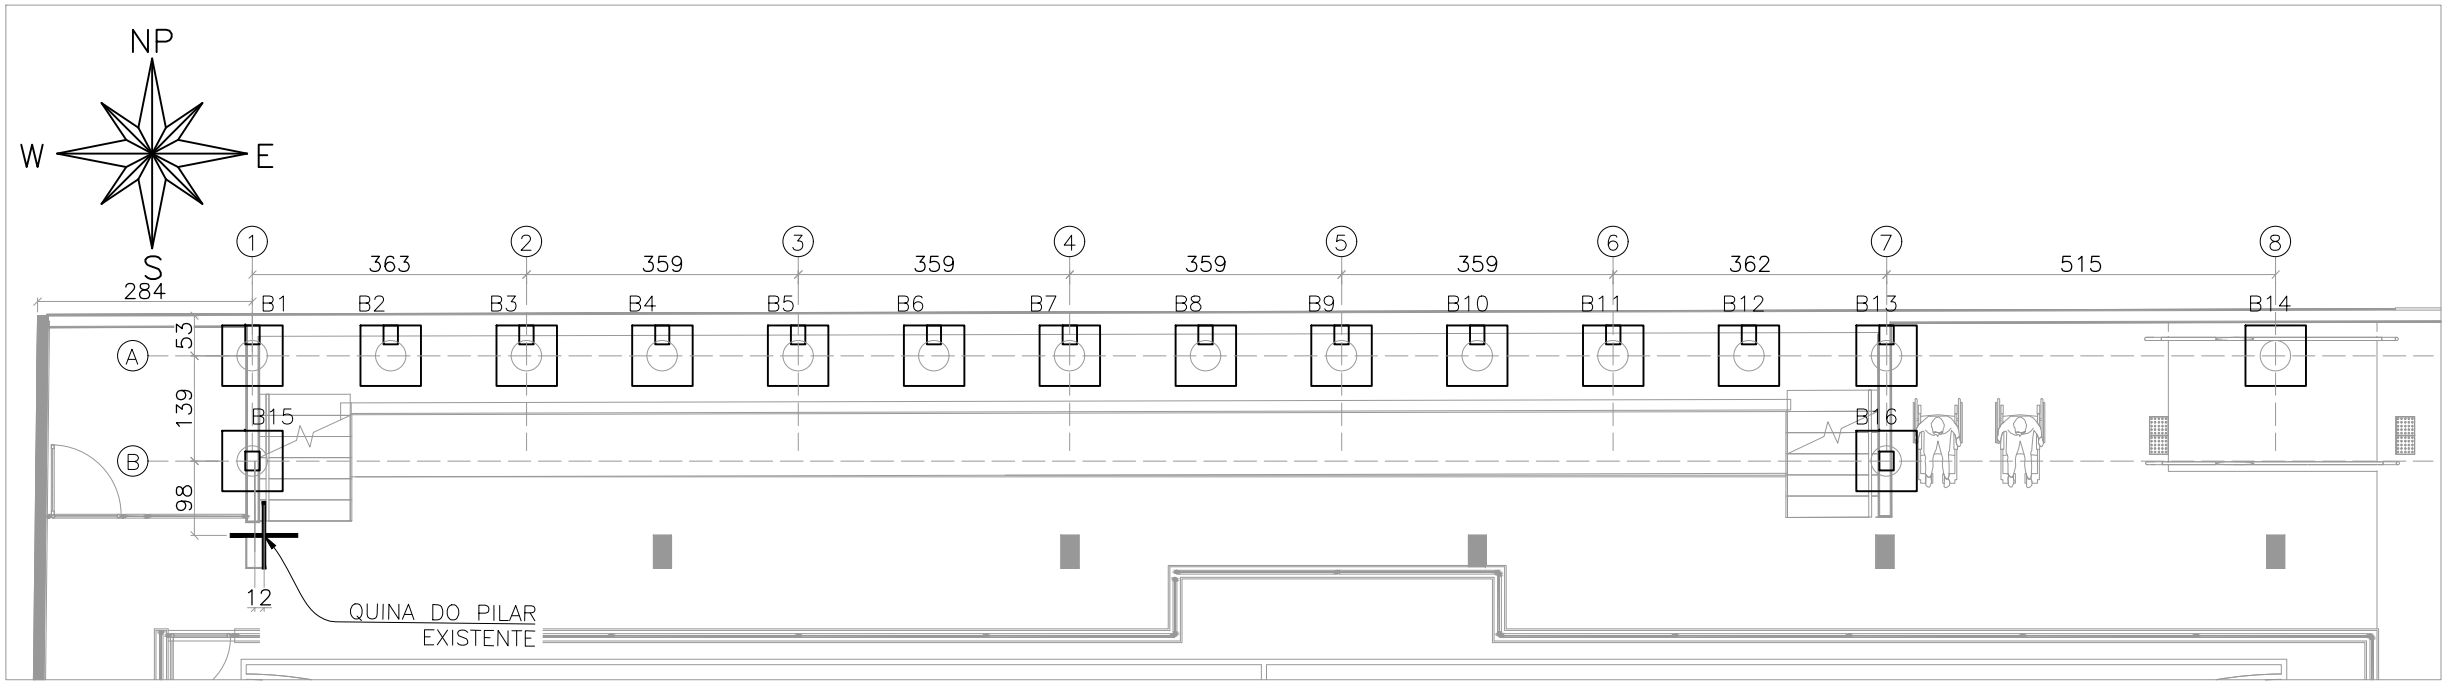 NP
W E
S
1 2 3 4 5 6 7 8
363 359 359 359 359 362 515
284
B1 B2 B3 B4 B5 B6 B7 B8 B9 B10 B11 B12 B13 B14
53
A
139
B15 B16
B
98
12
QUINA DO PILAR
EXISTENTE